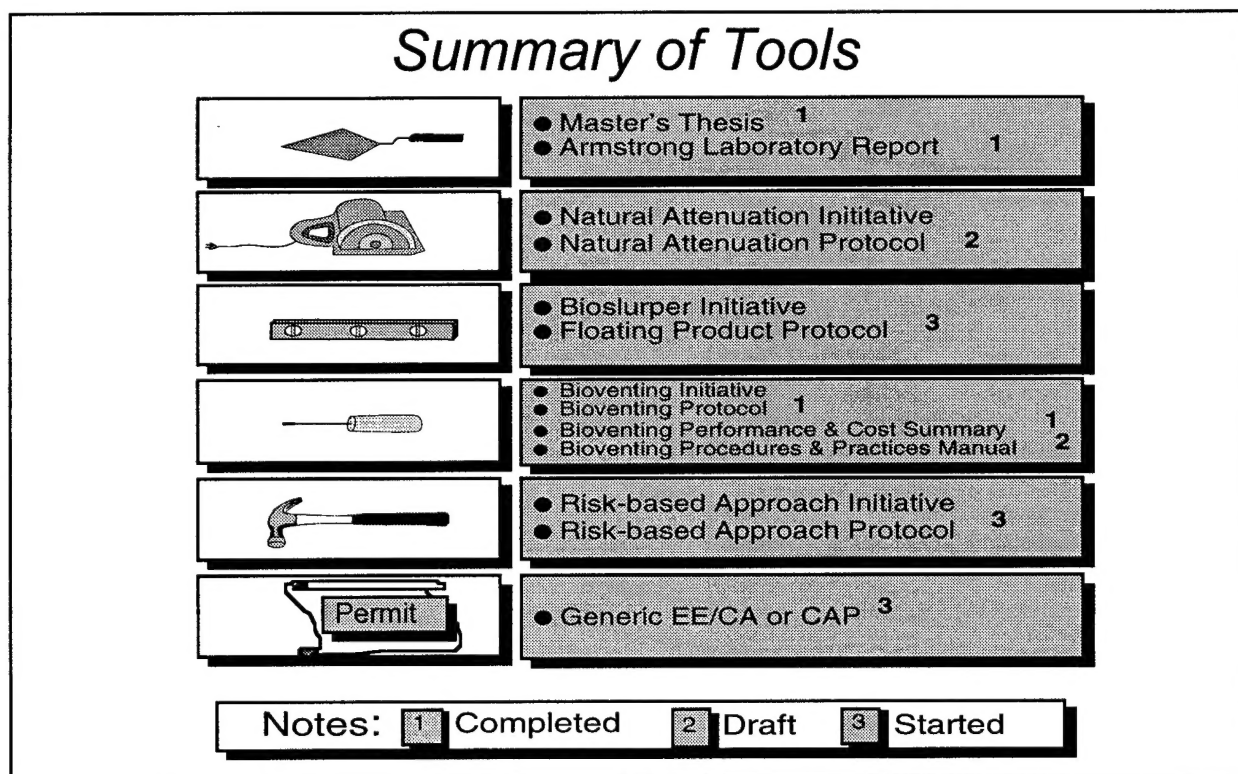 Summary of Tools
● Master's Thesis 1
● Armstrong Laboratory Report 1
● Natural Attenuation Inititative
● Natural Attenuation Protocol 2
● Bioslurper Initiative
● Floating Product Protocol 3
● Bioventing Initiative
● Bioventing Protocol 1
● Bioventing Performance & Cost Summary 1
● Bioventing Procedures & Practices Manual 2
● Risk-based Approach Initiative
● Risk-based Approach Protocol 3
Permit
● Generic EE/CA or CAP 3
Notes: 1 Completed 2 Draft 3 Started